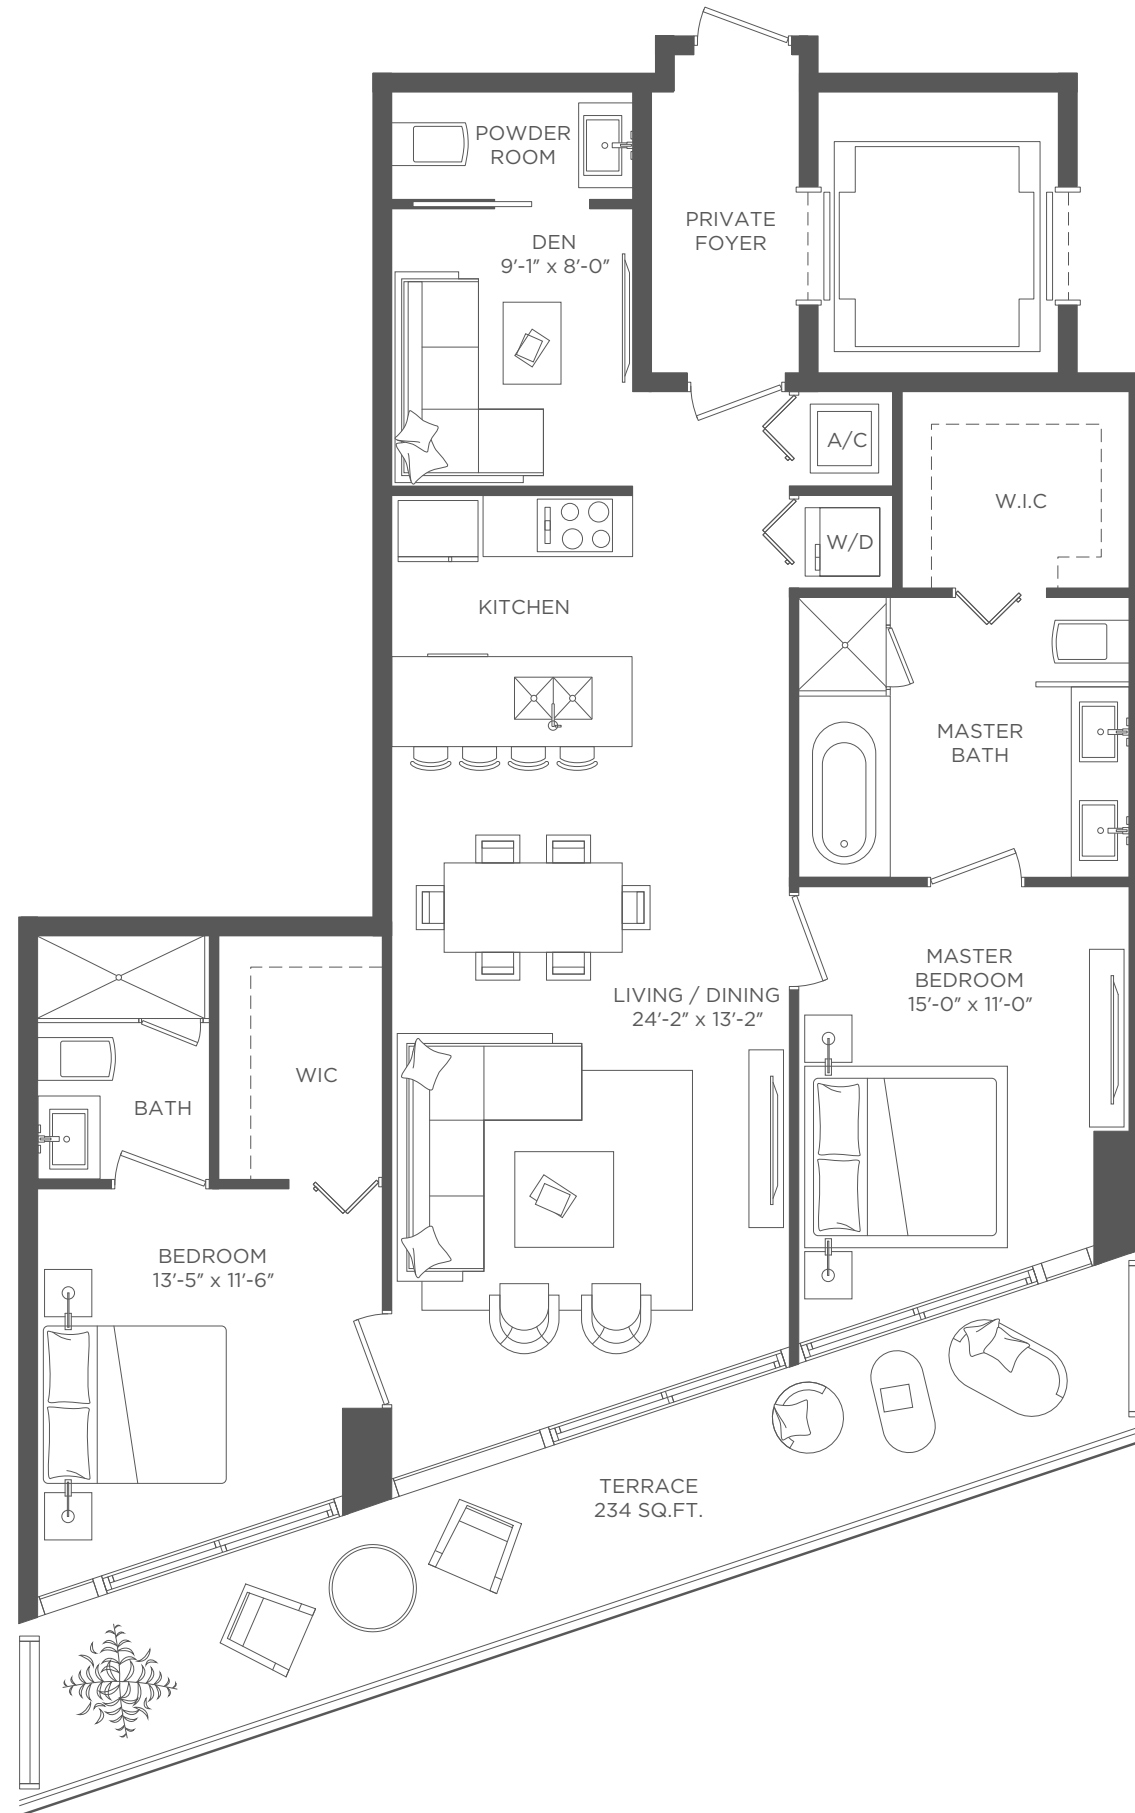 POWDER
ROOM
PRIVATE
FOYER
DEN
9'-1" x 8'-0"
A/C
W.I.C
W/D
KITCHEN
MASTER
BATH
MASTER
BEDROOM
15'-0" x 11'-0"
LIVING / DINING
24'-2" x 13'-2"
WIC
BATH
BEDROOM
13'-5" x 11'-6"
TERRACE
234 SQ.FT.